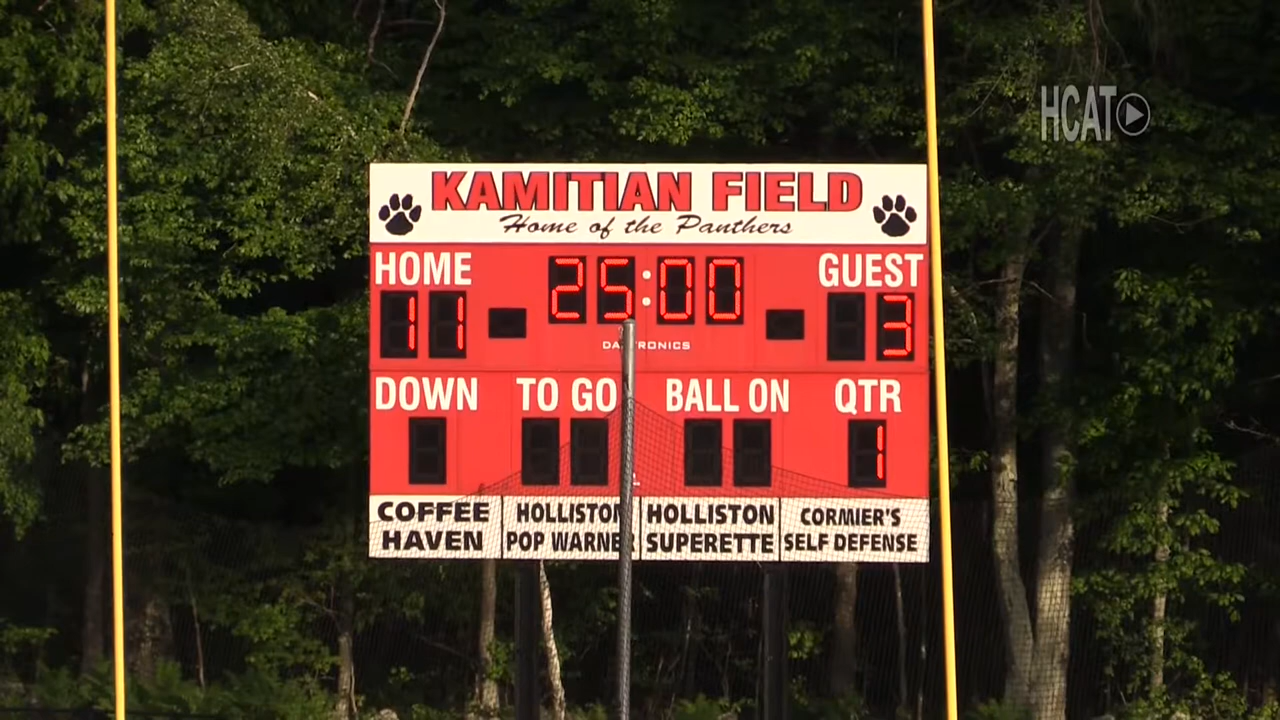 HCAT
KAMITIAN FIELD
Home of the Panthers
HOME 25:00 GUEST
11 3
DOWN TO GO BALL ON QTR
1
COFFEE HAVEN
HOLLISTON POP WARNER
HOLLISTON SUPERETTE
CORMIER'S SELF DEFENSE